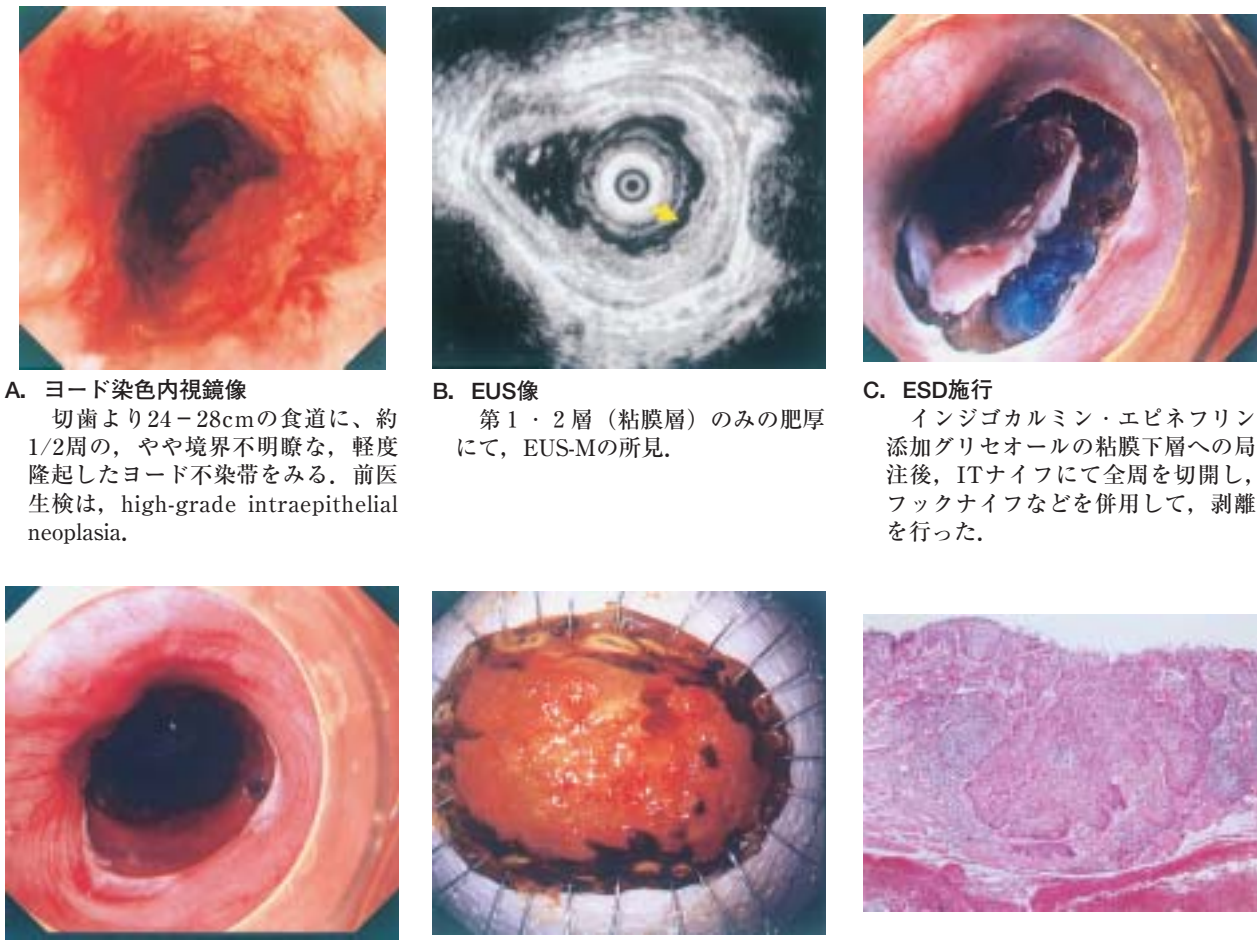 A. ヨード染色内視鏡像
切歯より24−28cmの食道に、約
1/2周の，やや境界不明瞭な，軽度
隆起したヨード不染帯をみる．前医
生検は，high-grade intraepithelial
neoplasia．
B. EUS像
第１・２層（粘膜層）のみの肥厚
にて，EUS-Mの所見．
C. ESD施行
インジゴカルミン・エピネフリン
添加グリセオールの粘膜下層への局
注後，ITナイフにて全周を切開し，
フックナイフなどを併用して，剥離
を行った．